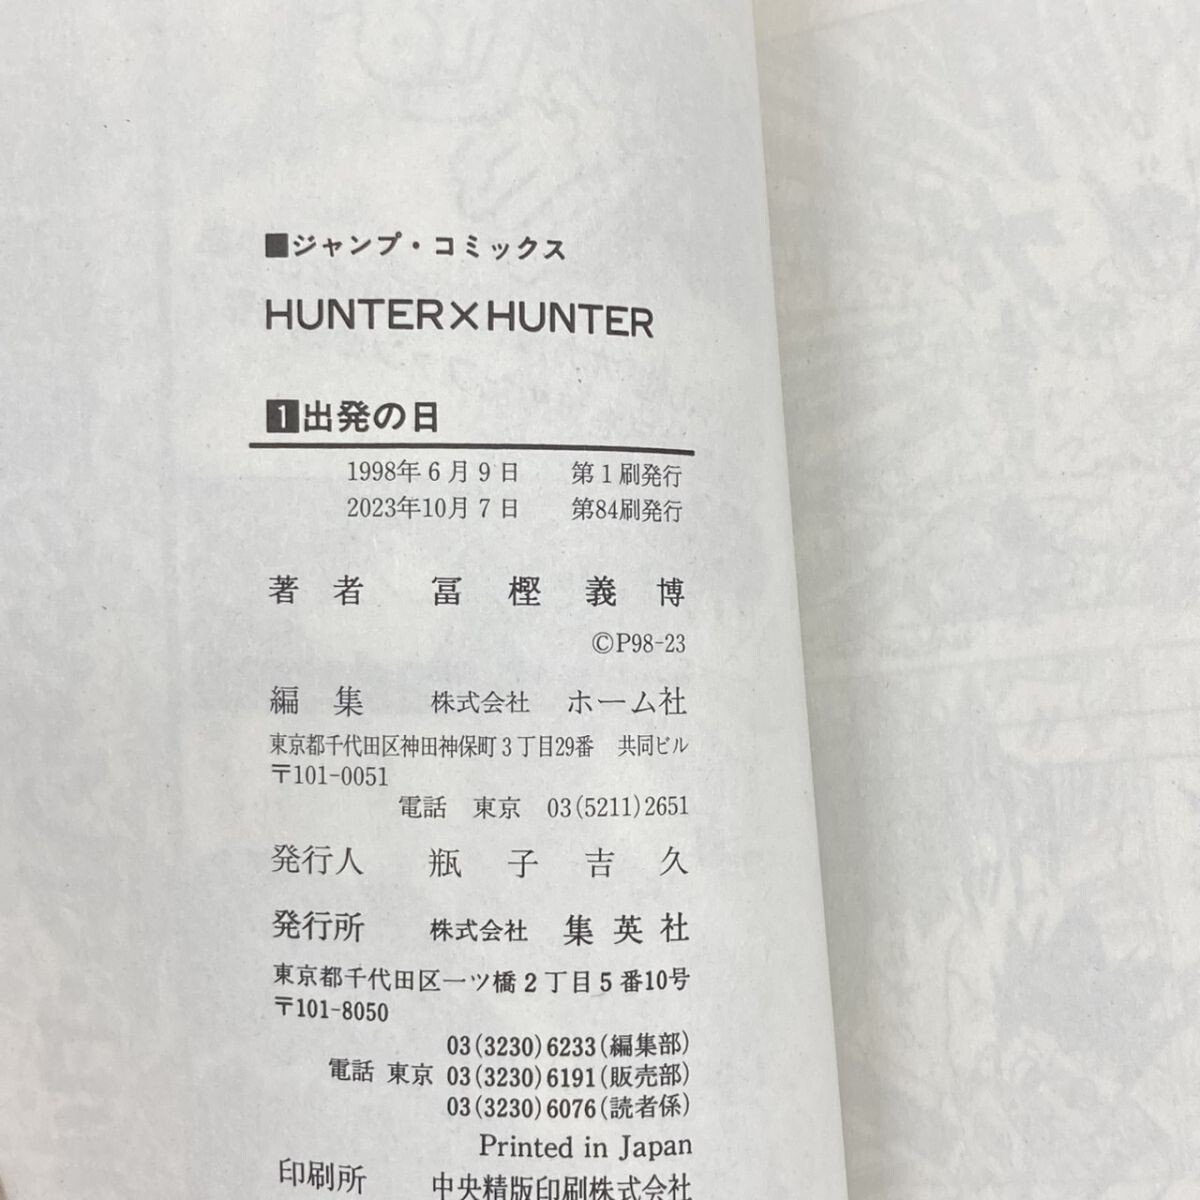 ■ジャンプ・コミックス
HUNTER×HUNTER
1出発の日
1998年6月9日　第1刷発行
2023年10月7日　第84刷発行
著者　冨樫義博
©P98-23
編集　株式会社　ホーム社
東京都千代田区神田神保町3丁目29番　共同ビル
〒101-0051
電話　東京　03(5211)2651
発行人　瓶子吉久
発行所　株式会社　集英社
東京都千代田区一ツ橋2丁目5番10号
〒101-8050
03(3230)6233(編集部)
電話　東京　03(3230)6191(販売部)
03(3230)6076(読者係)
Printed in Japan
印刷所　中央精版印刷株式会社